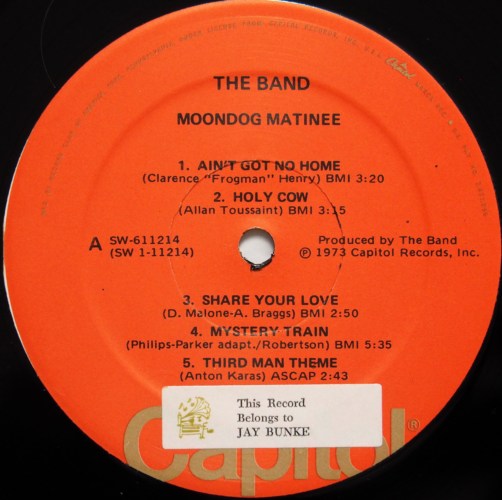 THE BAND
MOONDOG MATINEE
1. AIN'T GOT NO HOME
(Clarence "Frogman" Henry) BMI 3:20
2. HOLY COW
(Allan Toussaint) BMI 3:15
A
SW-611214
(SW 1-11214)
Produced by The Band
℗ 1973 Capitol Records, Inc.
3. SHARE YOUR LOVE
(D. Malone-A. Braggs) BMI 2:50
4. MYSTERY TRAIN
(Philips-Parker adapt./Robertson) BMI 5:35
5. THIRD MAN THEME
(Anton Karas) ASCAP 2:43
This Record
Belongs to
JAY BUNKE
Capitol®